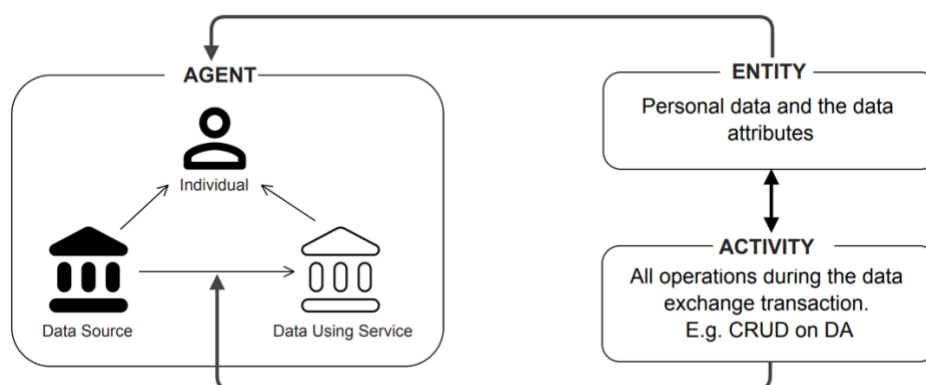 AGENT
Individual
Data Source
Data Using Service
ENTITY
Personal data and the data
attributes
ACTIVITY
All operations during the data
exchange transaction.
E.g. CRUD on DA